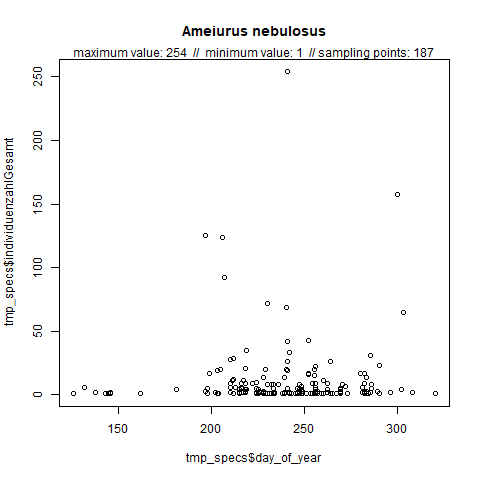 Ameiurus nebulosus
maximum value: 254 // minimum value: 1 // sampling points: 187
tmp_specs$individuenzahlGesamt
250
200
150
100
50
0
150
200
250
300
tmp_specs$day_of_year